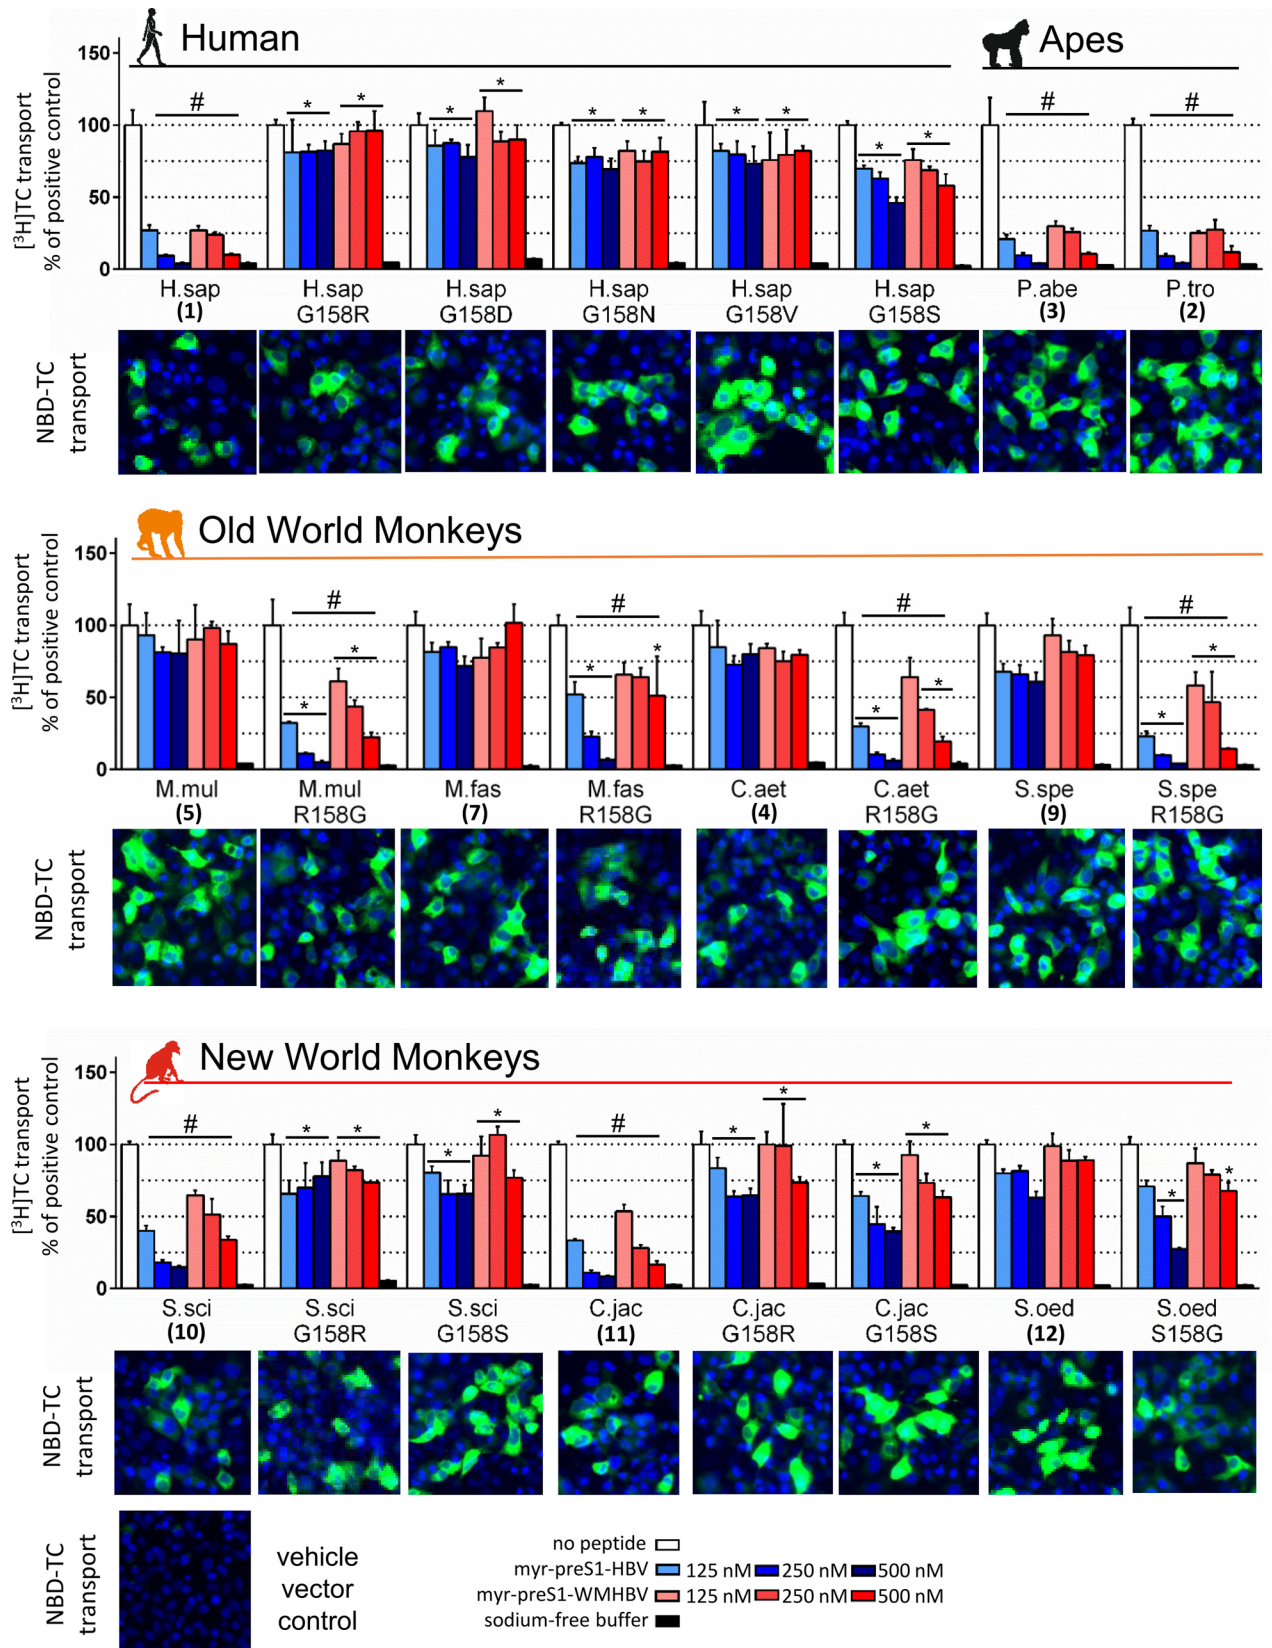 Human
Apes
[³H]TC transport
% of positive control
150
100
50
0
#
* *
* *
* *
* *
* *
#
#
H.sap
(1)
H.sap
G158R
H.sap
G158D
H.sap
G158N
H.sap
G158V
H.sap
G158S
P.abe
(3)
P.tro
(2)
NBD-TC
transport
Old World Monkeys
[³H]TC transport
% of positive control
150
100
50
0
#
* *
#
* *
#
* *
#
* *
M.mul
(5)
M.mul
R158G
M.fas
(7)
M.fas
R158G
C.aet
(4)
C.aet
R158G
S.spe
(9)
S.spe
R158G
NBD-TC
transport
New World Monkeys
[³H]TC transport
% of positive control
150
100
50
0
#
* *
* *
#
* *
* *
* *
S.sci
(10)
S.sci
G158R
S.sci
G158S
C.jac
(11)
C.jac
G158R
C.jac
G158S
S.oed
(12)
S.oed
S158G
NBD-TC
transport
NBD-TC
transport
vehicle
vector
control
no peptide
myr-preS1-HBV 125 nM 250 nM 500 nM
myr-preS1-WMHBV 125 nM 250 nM 500 nM
sodium-free buffer